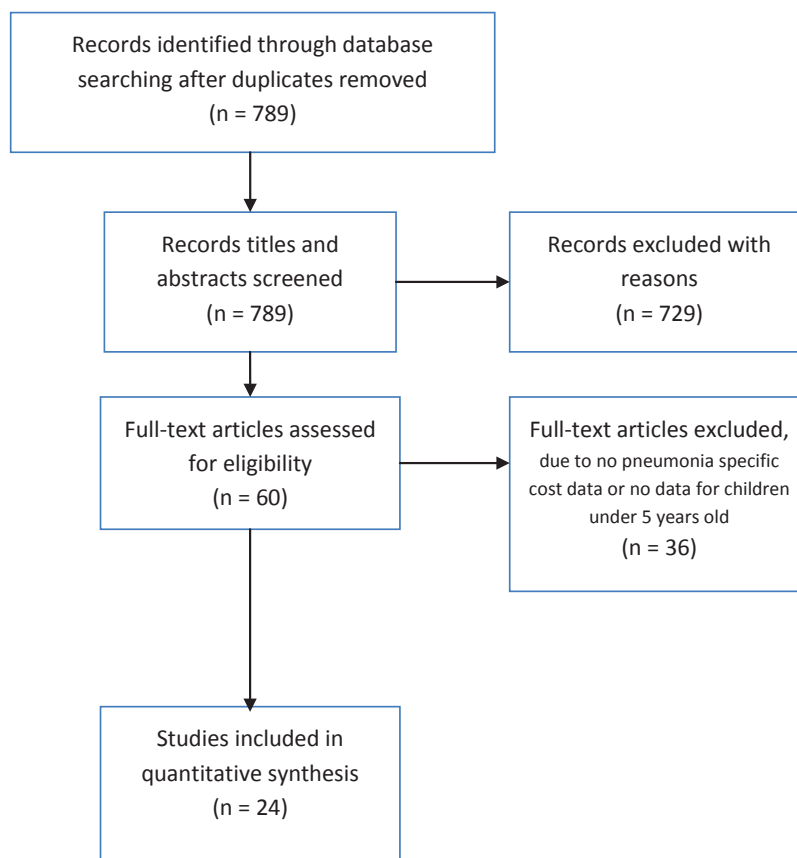 Records identified through database
searching after duplicates removed
(n = 789)
Records titles and
abstracts screened
(n = 789)
Records excluded with
reasons
(n = 729)
Full-text articles assessed
for eligibility
(n = 60)
Full-text articles excluded,
due to no pneumonia specific
cost data or no data for children
under 5 years old
(n = 36)
Studies included in
quantitative synthesis
(n = 24)